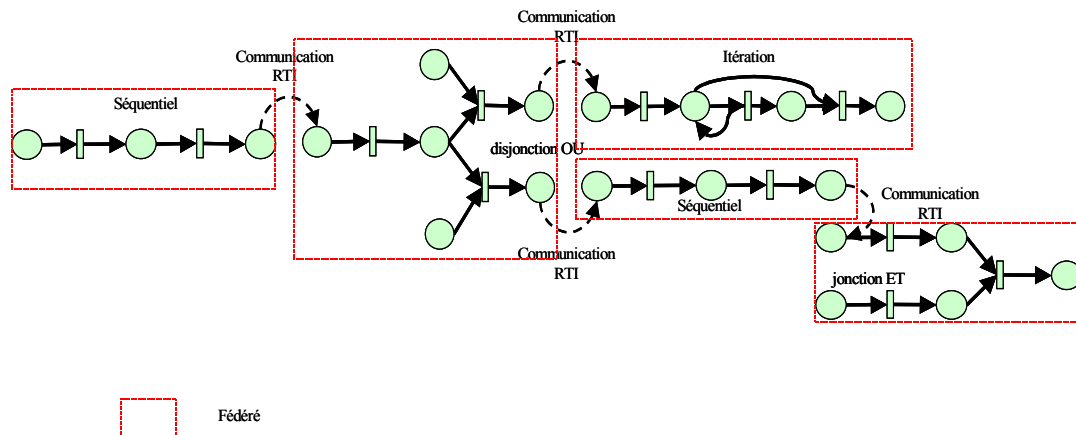 Communication
RTI
Communication
RTI
Itération
Séquentiel
disjonction OU
Séquentiel
Communication
RTI
Communication
RTI
jonction ET
Fédéré